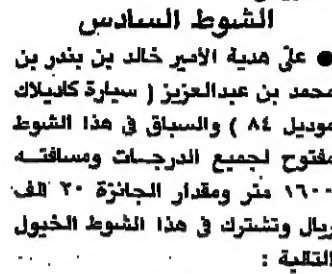 الشوط السادس
● على هدية الأمير خالد بن بندر بن
محمد بن عبدالعزيز ( سيارة كاديلاك
موديل ٨٤ ) والسباق في هذا الشوط
مفتوح لجميع الدرجات ومسافته
١٦٠٠ متر ومقدار الجائزة ٢٠ الف
ريال وتشترك في هذا الشوط الخيول
التالية :